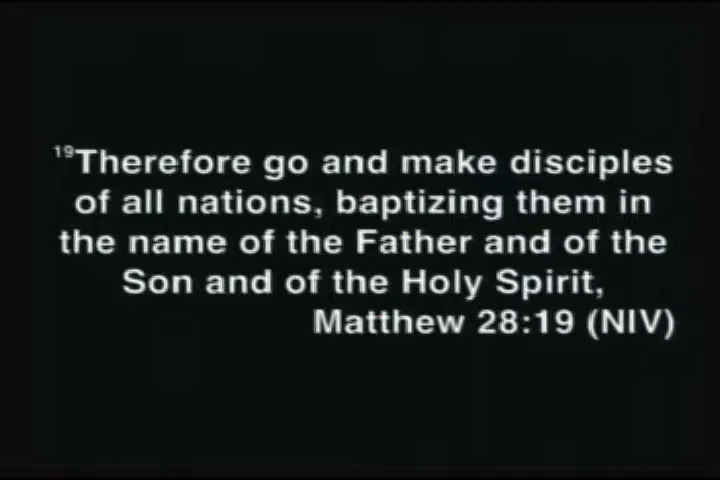 ¹⁹Therefore go and make disciples
of all nations, baptizing them in
the name of the Father and of the
Son and of the Holy Spirit,
Matthew 28:19 (NIV)